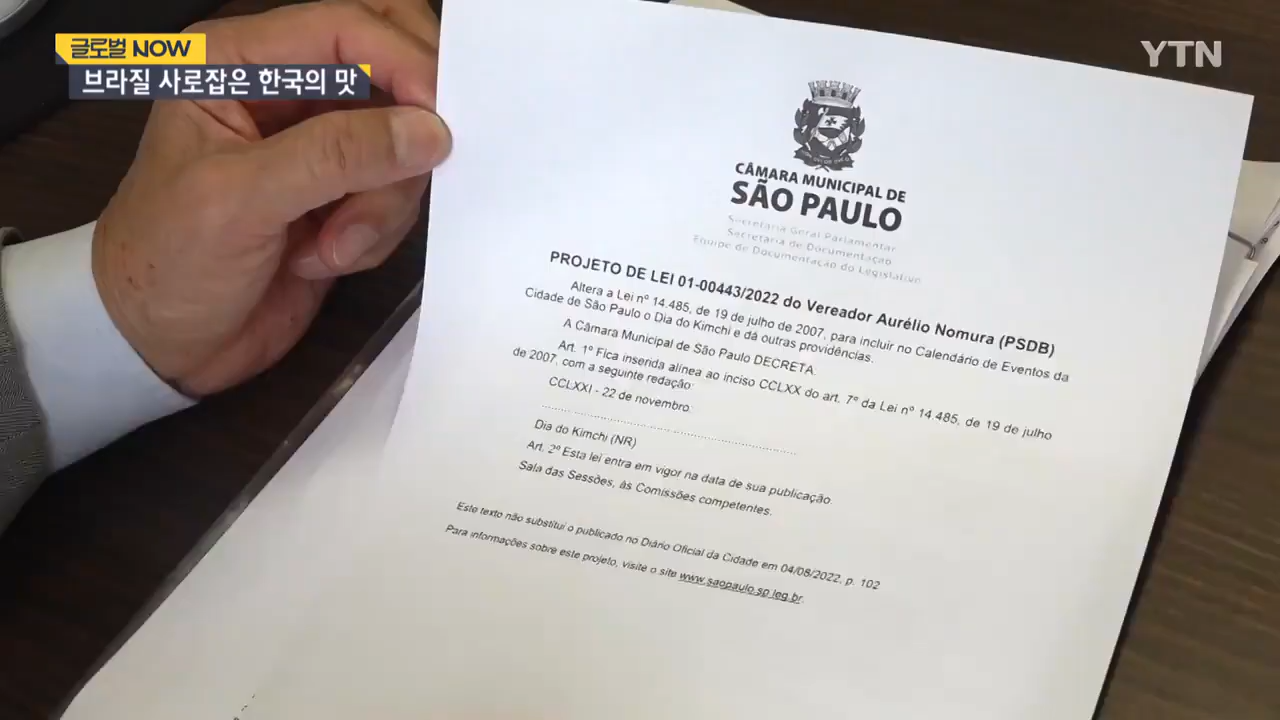 글로벌 NOW
브라질 사로잡은 한국의 맛
YTN
CÂMARA MUNICIPAL DE
SÃO PAULO
Secretaria Geral Parlamentar
Secretaria de Documentação
Equipe de Documentação do Legislativo
PROJETO DE LEI 01-00443/2022 do Vereador Aurélio Nomura (PSDB)
Altera a Lei nº 14.485, de 19 de julho de 2007, para incluir no Calendário de Eventos da
Cidade de São Paulo o Dia do Kimchi e dá outras providências.
A Câmara Municipal de São Paulo DECRETA.
Art. 1º Fica inserida alínea ao inciso CCLXX do art. 7º da Lei nº 14.485, de 19 de julho
de 2007, com a seguinte redação:
CCLXXI - 22 de novembro:
................................................................
Dia do Kimchi (NR)
Art. 2º Esta lei entra em vigor na data de sua publicação.
Sala das Sessões, às Comissões competentes.
Este texto não substitui o publicado no Diário Oficial da Cidade em 04/08/2022, p. 102
Para informações sobre este projeto, visite o site www.saopaulo.sp.leg.br.